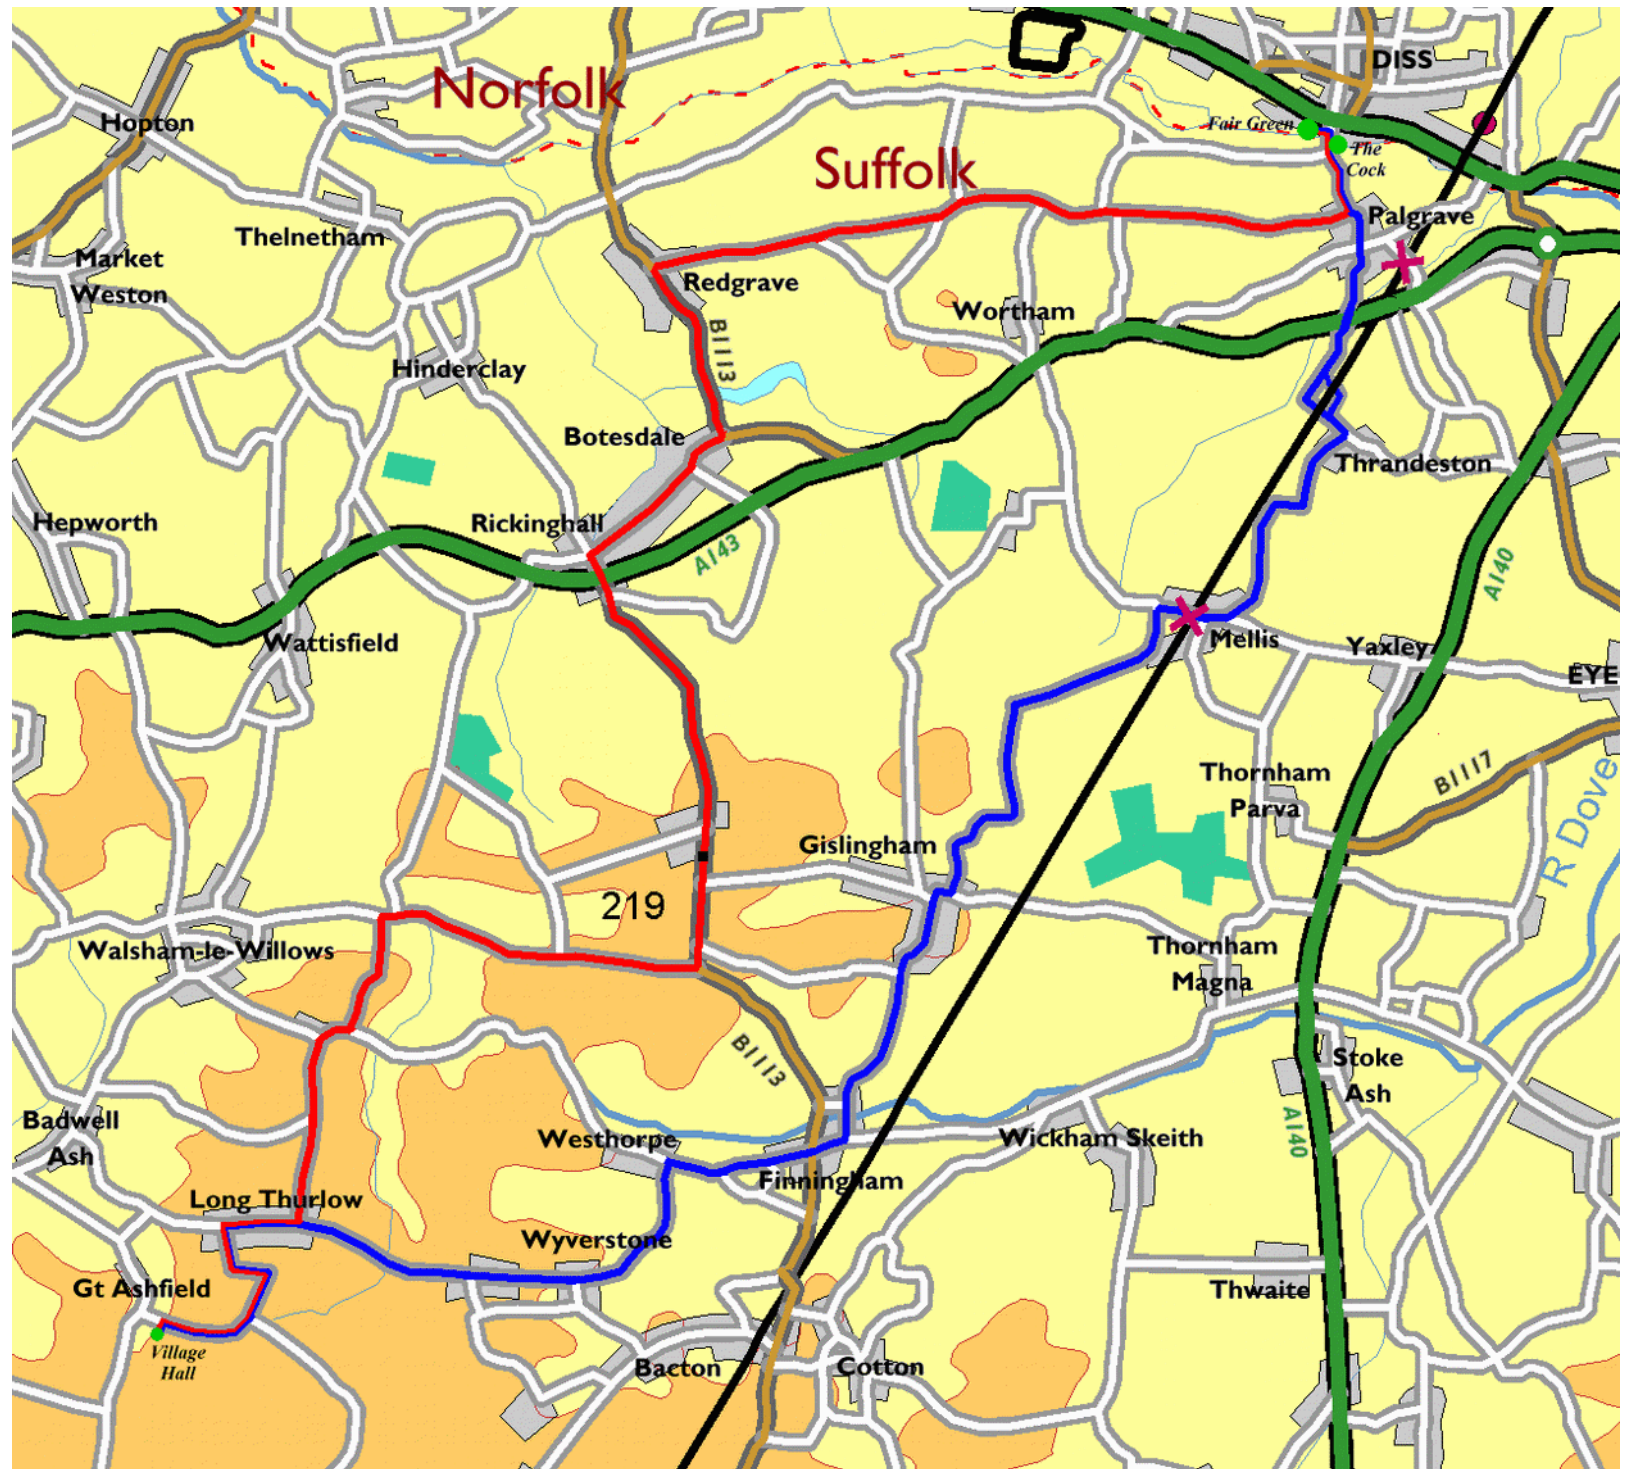 DISS
Norfolk
Hopton
Fair Green
The
Cock
Suffolk
Palgrave
Thelnetham
Market
Weston
Redgrave
Wortham
B1113
Hinderclay
Botesdale
Thrandeston
Hepworth
Rickinghall
A143
A140
Wattisfield
Mellis
Yaxley
EYE
Thornham
Parva
B1117
R Dove
Gislingham
219
Walsham-le-Willows
Thornham
Magna
B1113
Stoke
Ash
Badwell
Ash
Westhorpe
Wickham Skeith
A140
Finningham
Long Thurlow
Wyverstone
Gt Ashfield
Thwaite
Village
Hall
Bacton
Cotton